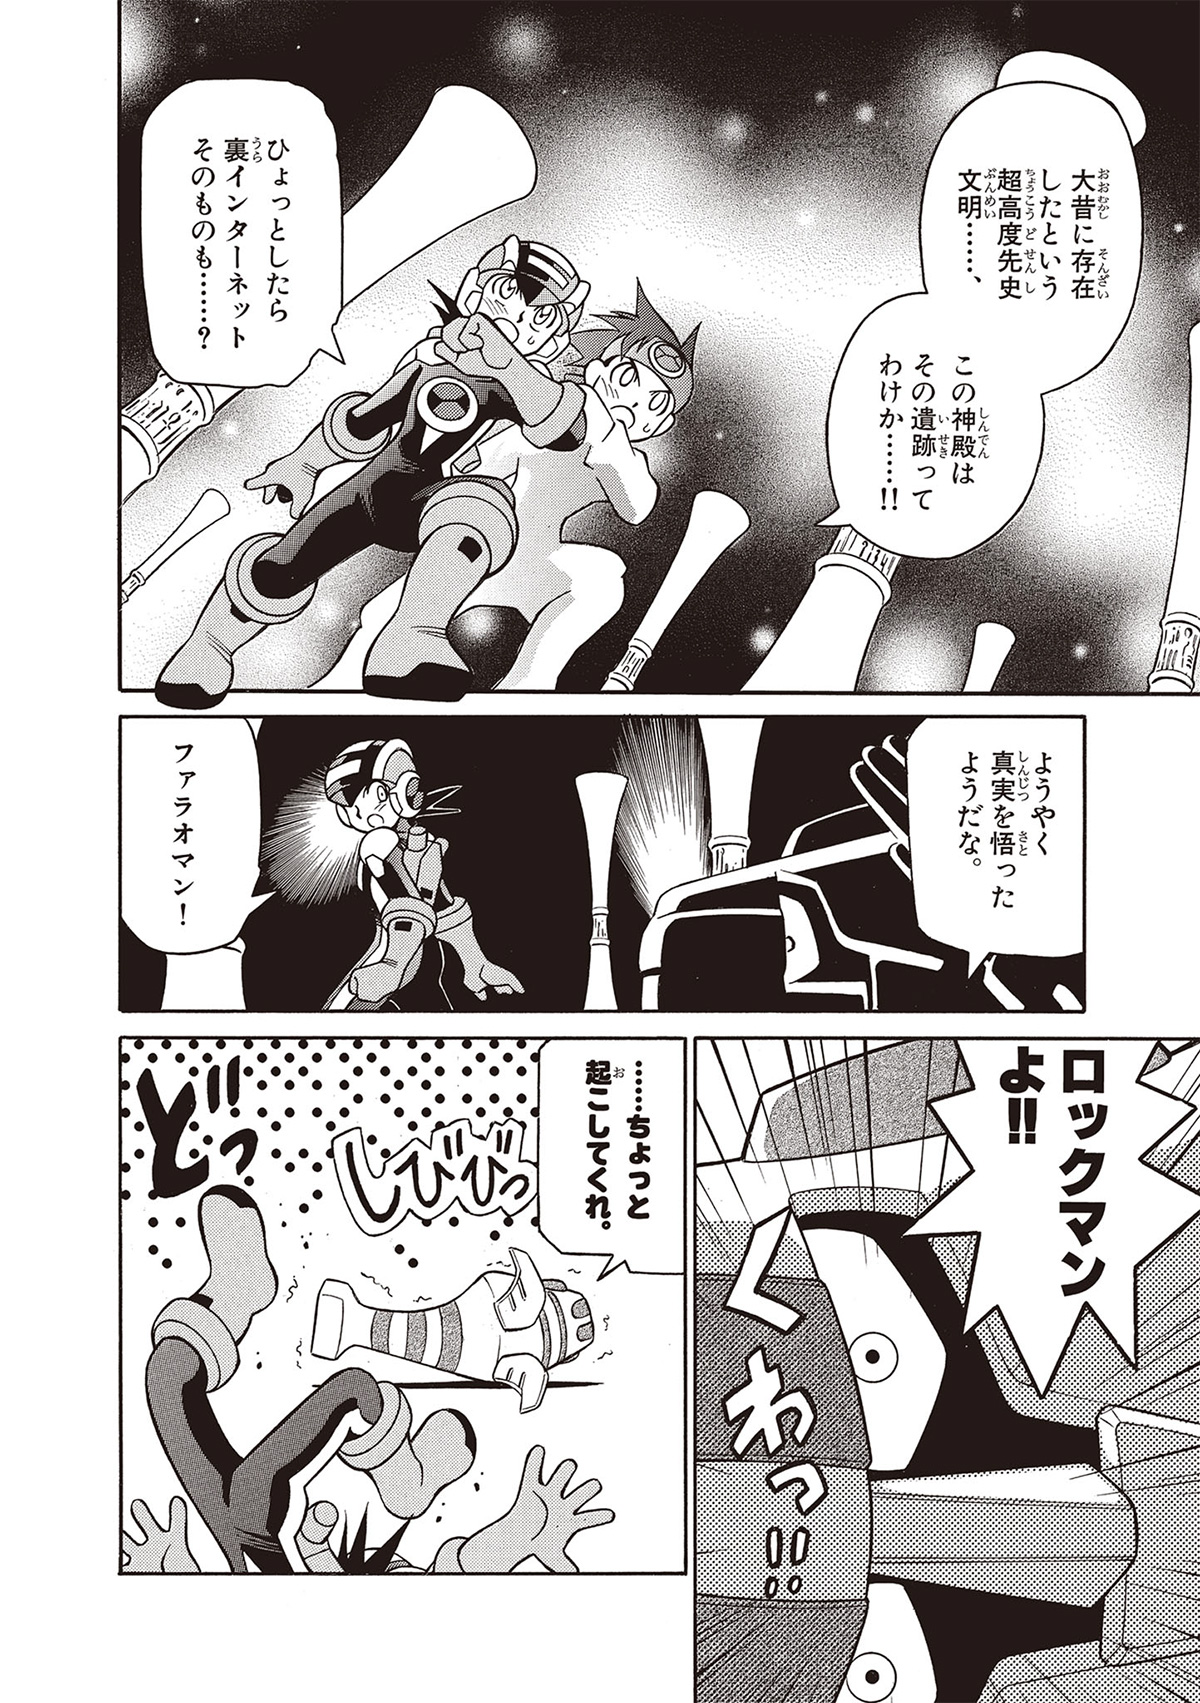 大昔に存在
したという
超高度先史
文明……、
この神殿は
その遺跡って
わけか……!!
ひょっとしたら
裏インターネット
そのものも……?
ようやく
真実を悟った
ようだな。
ファラオマン!
ロックマン
よ!!
くわっ!!
……ちょっと
起こしてくれ。
しびびっ
どっ